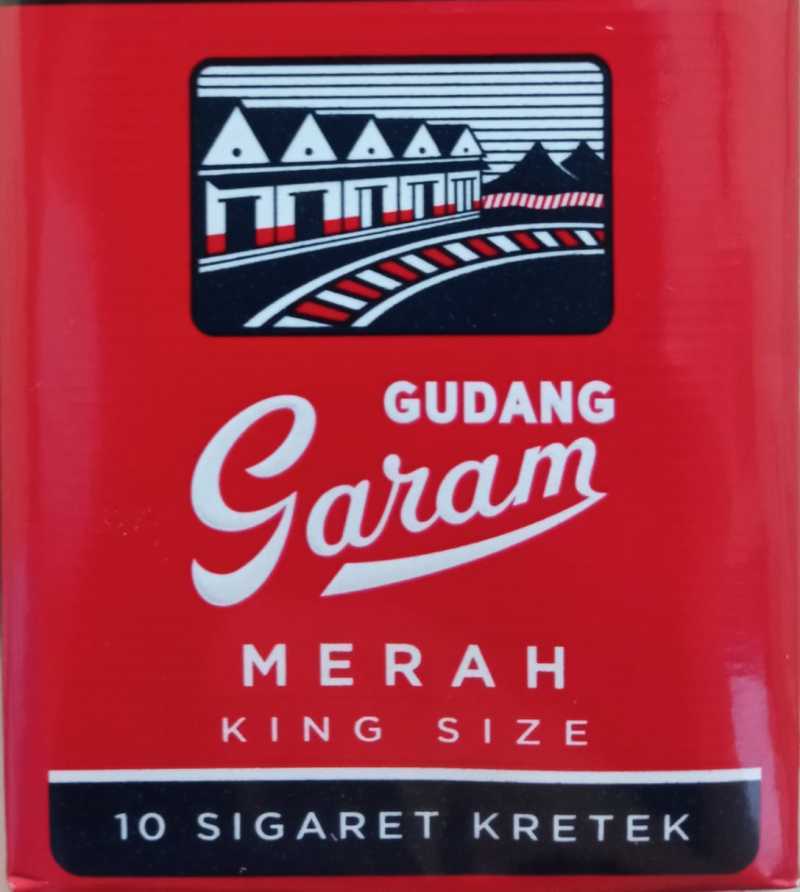 GUDANG
Garam
MERAH
KING SIZE
10 SIGARET KRETEK